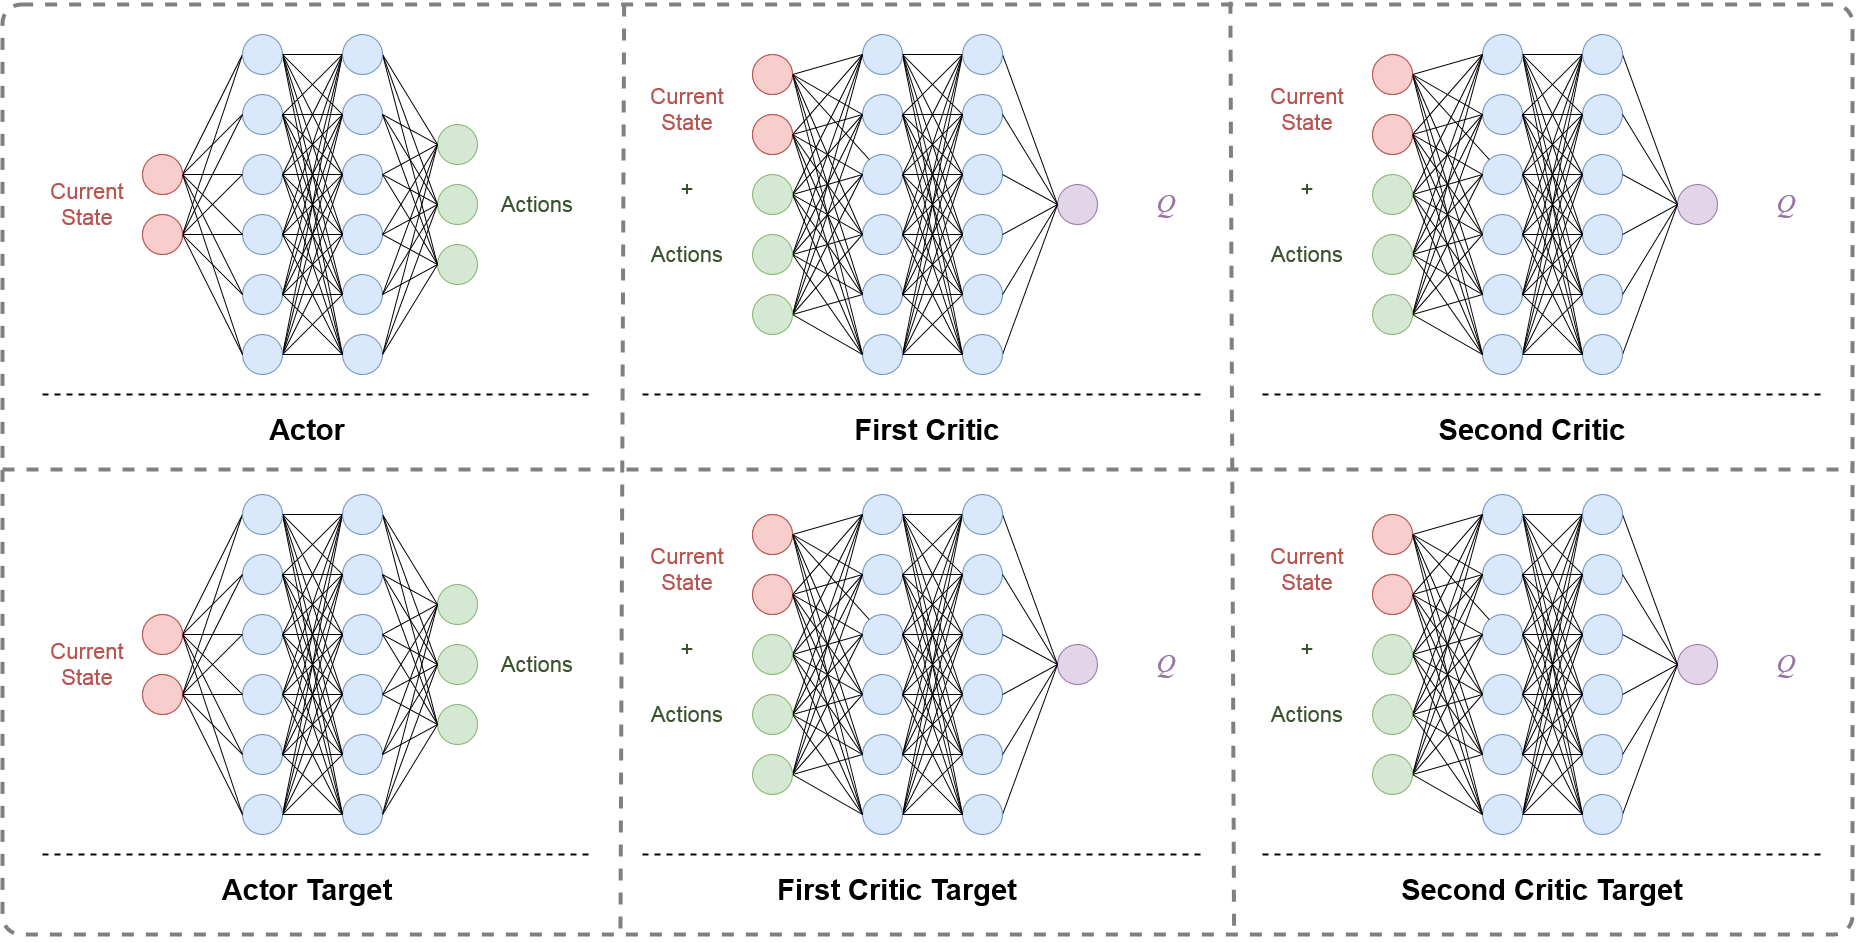 Current
State
Actions
Actor
Current
State
+
Actions
Q
First Critic
Current
State
+
Actions
Q
Second Critic
Current
State
Actions
Actor Target
Current
State
+
Actions
Q
First Critic Target
Current
State
+
Actions
Q
Second Critic Target